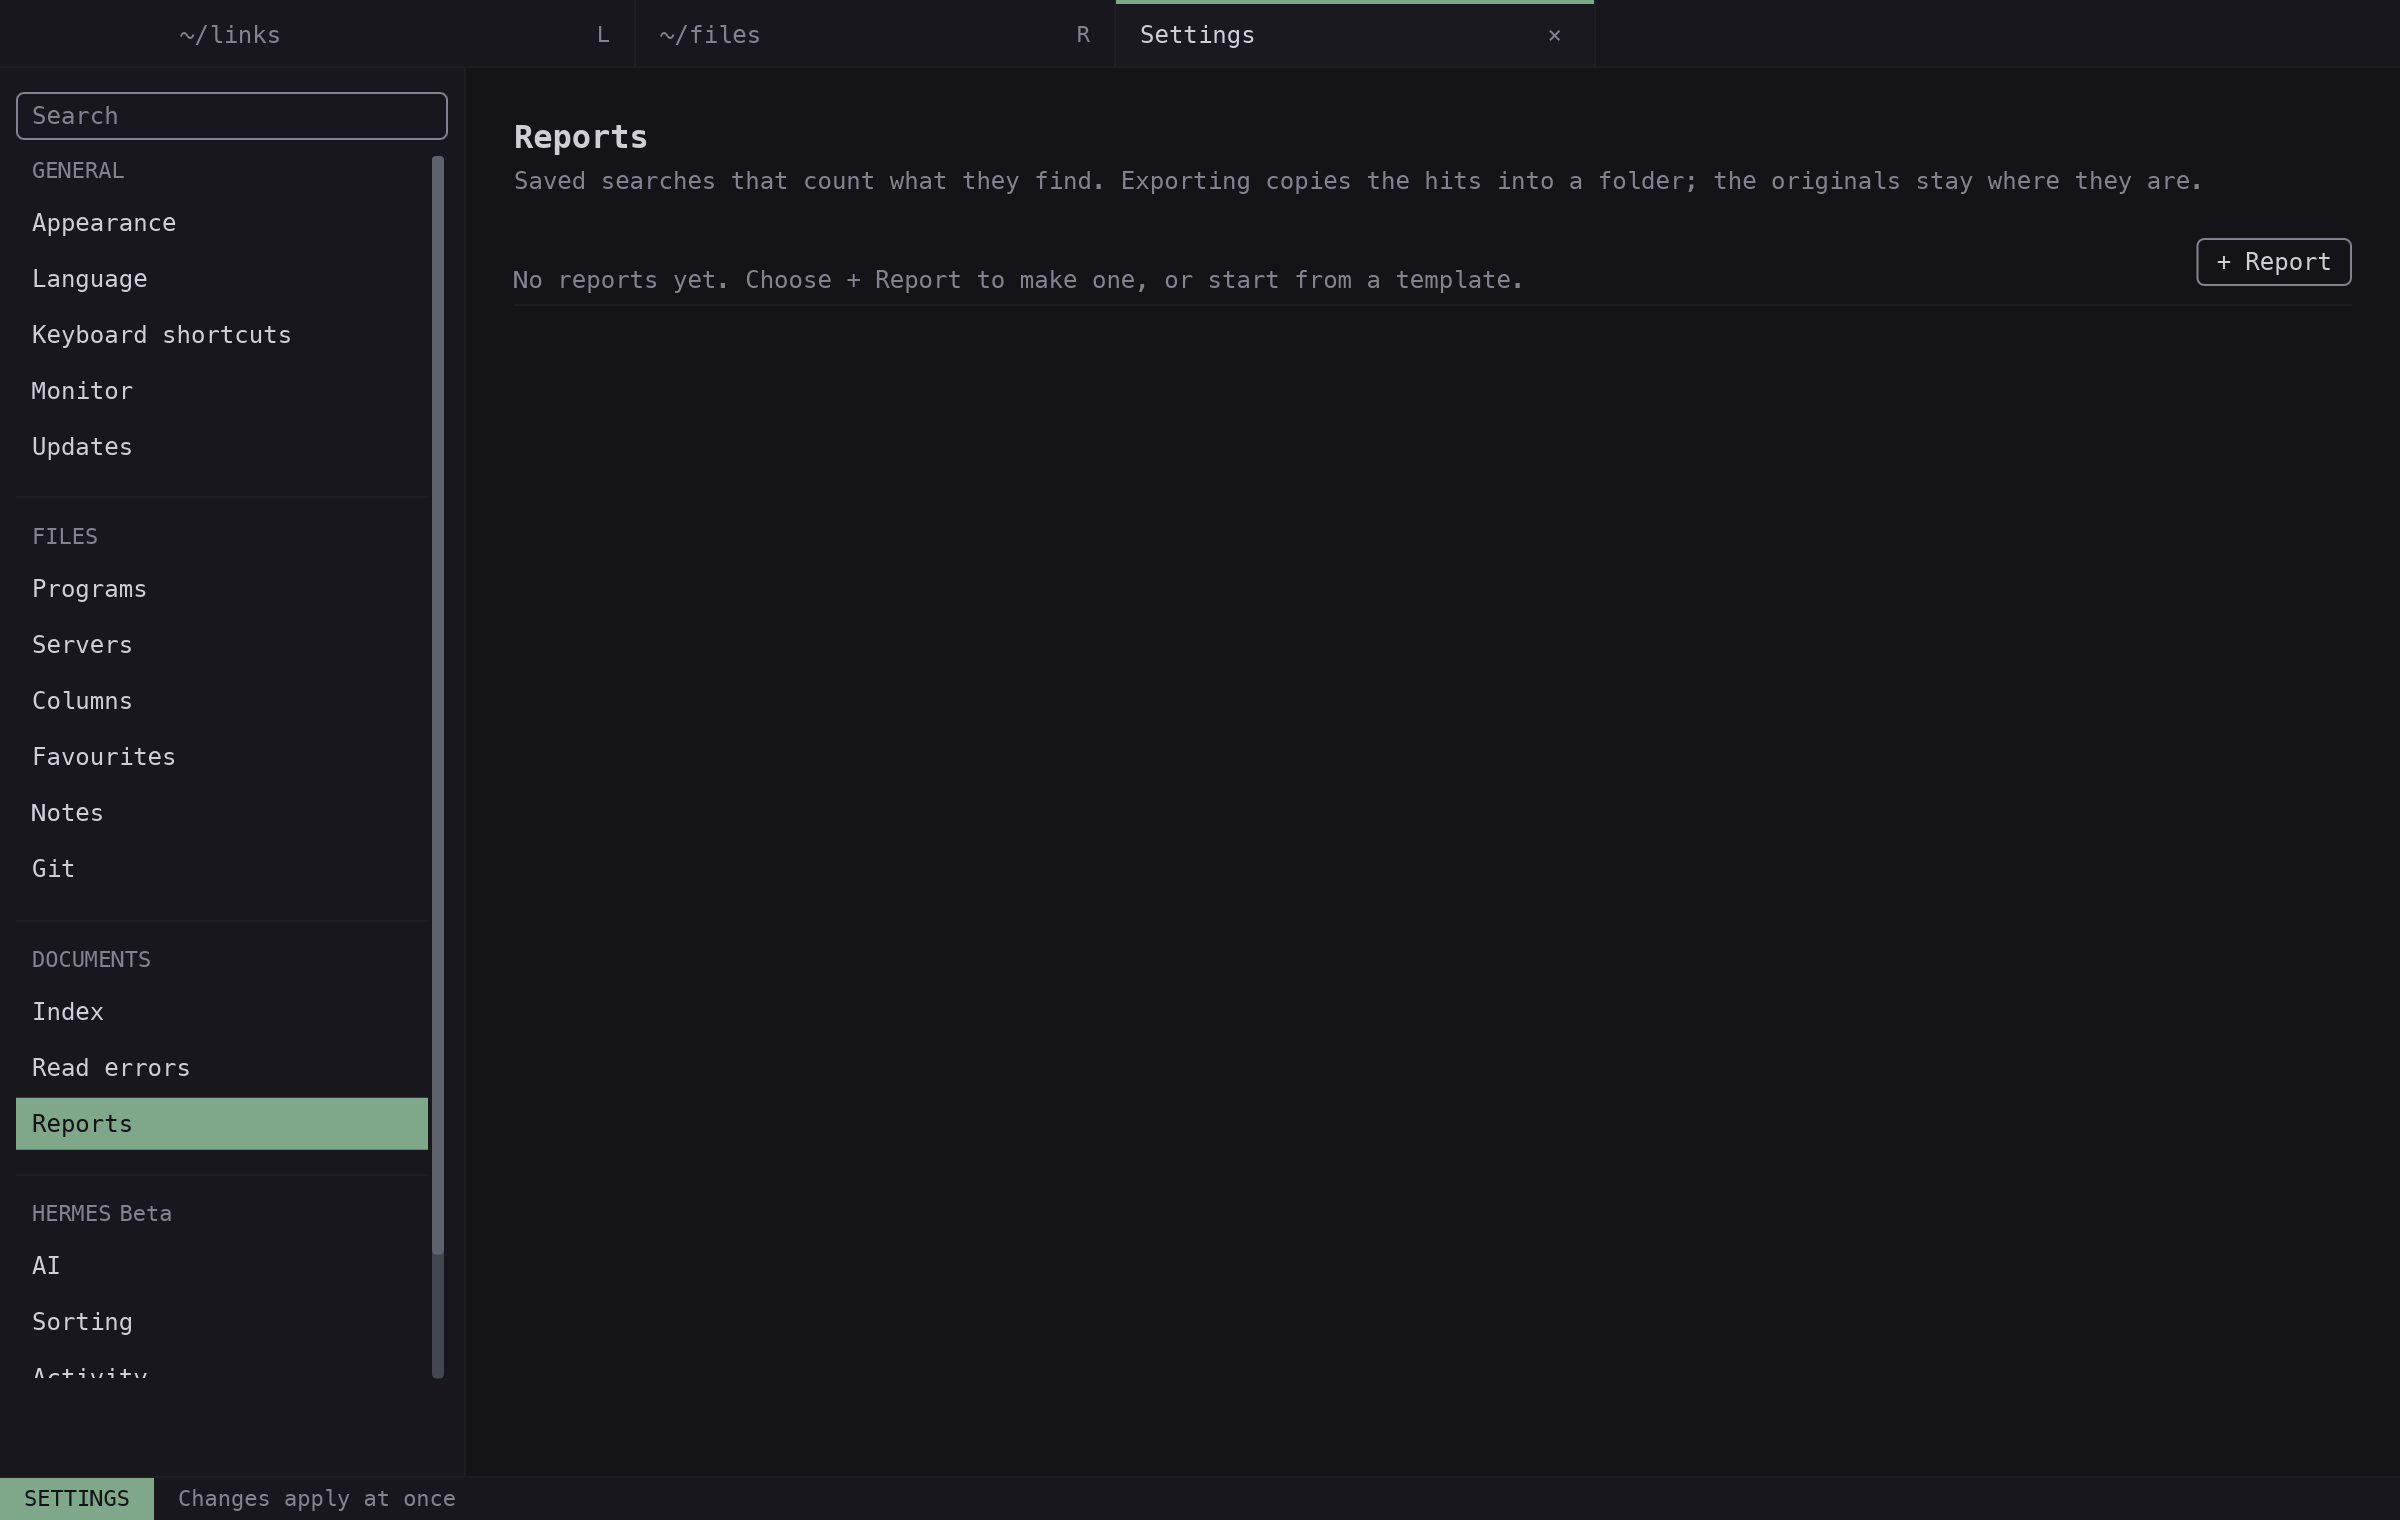 ~/links L ~/files R Settings ×
Search
GENERAL
Appearance
Language
Keyboard shortcuts
Monitor
Updates
FILES
Programs
Servers
Columns
Favourites
Notes
Git
DOCUMENTS
Index
Read errors
Reports
HERMES Beta
AI
Sorting
Activity
Reports
Saved searches that count what they find. Exporting copies the hits into a folder; the originals stay where they are.
+ Report
No reports yet. Choose + Report to make one, or start from a template.
SETTINGS Changes apply at once